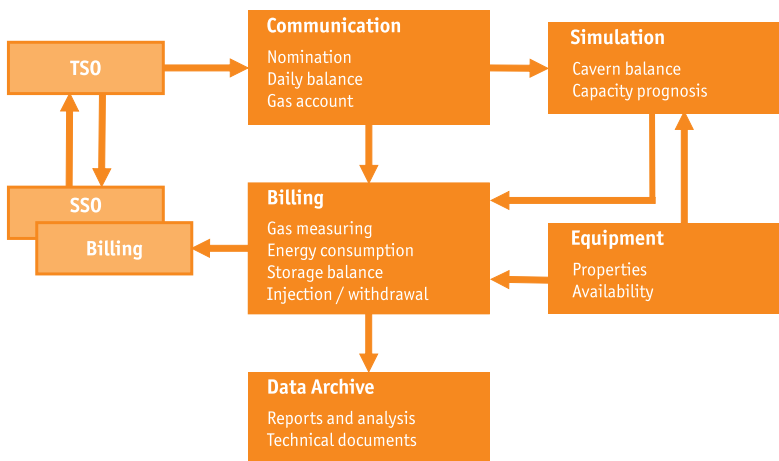 TSO
Communication
Nomination
Daily balance
Gas account
Simulation
Cavern balance
Capacity prognosis
SSO
Billing
Billing
Gas measuring
Energy consumption
Storage balance
Injection / withdrawal
Equipment
Properties
Availability
Data Archive
Reports and analysis
Technical documents